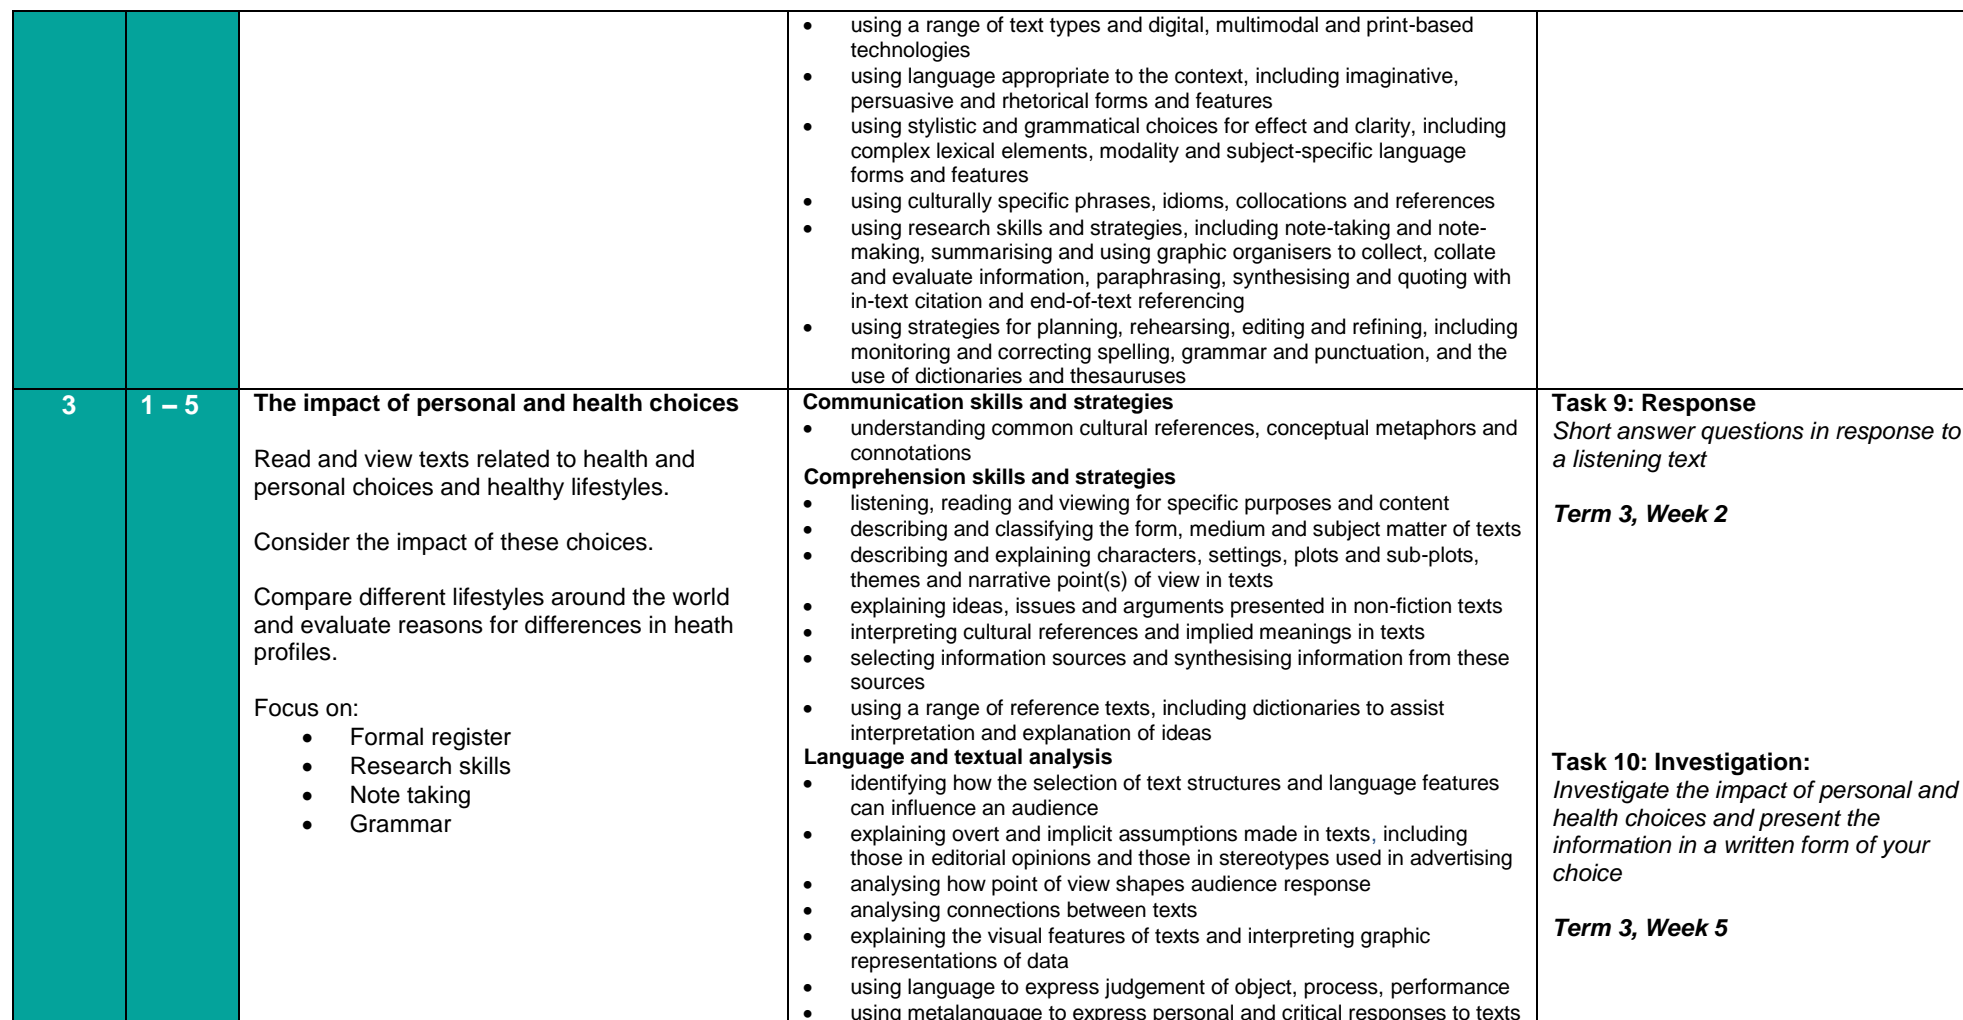 • using a range of text types and digital, multimodal and print-based
technologies
• using language appropriate to the context, including imaginative,
persuasive and rhetorical forms and features
• using stylistic and grammatical choices for effect and clarity, including
complex lexical elements, modality and subject-specific language
forms and features
• using culturally specific phrases, idioms, collocations and references
• using research skills and strategies, including note-taking and note-
making, summarising and using graphic organisers to collect, collate
and evaluate information, paraphrasing, synthesising and quoting with
in-text citation and end-of-text referencing
• using strategies for planning, rehearsing, editing and refining, including
monitoring and correcting spelling, grammar and punctuation, and the
use of dictionaries and thesauruses
3
1 – 5
The impact of personal and health choices
Read and view texts related to health and
personal choices and healthy lifestyles.
Consider the impact of these choices.
Compare different lifestyles around the world
and evaluate reasons for differences in heath
profiles.
Focus on:
• Formal register
• Research skills
• Note taking
• Grammar
Communication skills and strategies
• understanding common cultural references, conceptual metaphors and
connotations
Comprehension skills and strategies
• listening, reading and viewing for specific purposes and content
• describing and classifying the form, medium and subject matter of texts
• describing and explaining characters, settings, plots and sub-plots,
themes and narrative point(s) of view in texts
• explaining ideas, issues and arguments presented in non-fiction texts
• interpreting cultural references and implied meanings in texts
• selecting information sources and synthesising information from these
sources
• using a range of reference texts, including dictionaries to assist
interpretation and explanation of ideas
Language and textual analysis
• identifying how the selection of text structures and language features
can influence an audience
• explaining overt and implicit assumptions made in texts, including
those in editorial opinions and those in stereotypes used in advertising
• analysing how point of view shapes audience response
• analysing connections between texts
• explaining the visual features of texts and interpreting graphic
representations of data
• using language to express judgement of object, process, performance
• using metalanguage to express personal and critical responses to texts
Task 9: Response
Short answer questions in response to
a listening text
Term 3, Week 2
Task 10: Investigation:
Investigate the impact of personal and
health choices and present the
information in a written form of your
choice
Term 3, Week 5